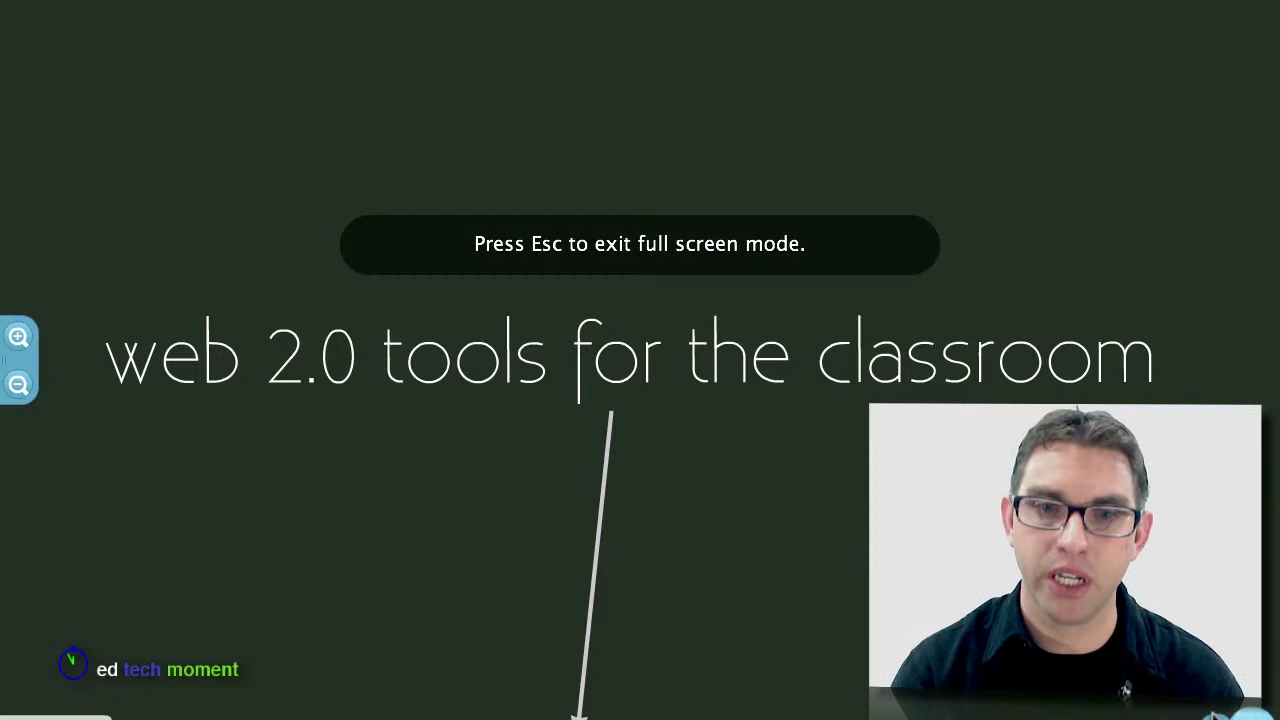 Press Esc to exit full screen mode.
web 2.0 tools for the classroom
ed tech moment